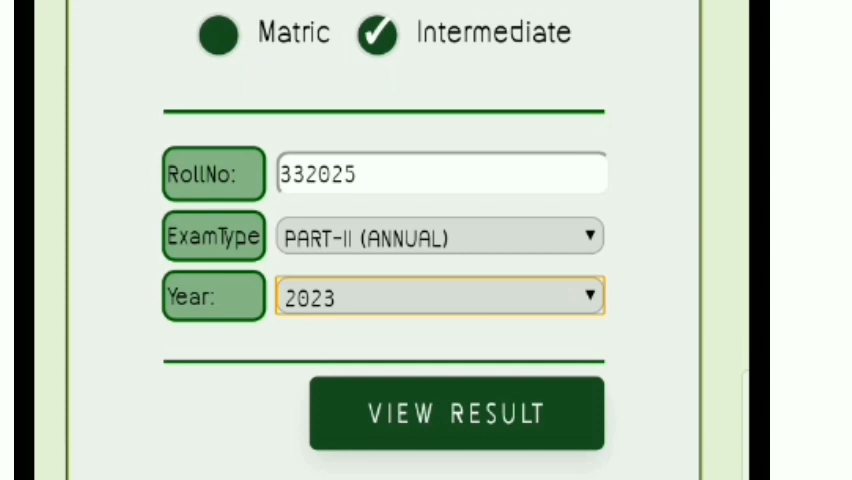 Matric Intermediate
RollNo: 332025
ExamType PART-II (ANNUAL)
Year: 2023
VIEW RESULT